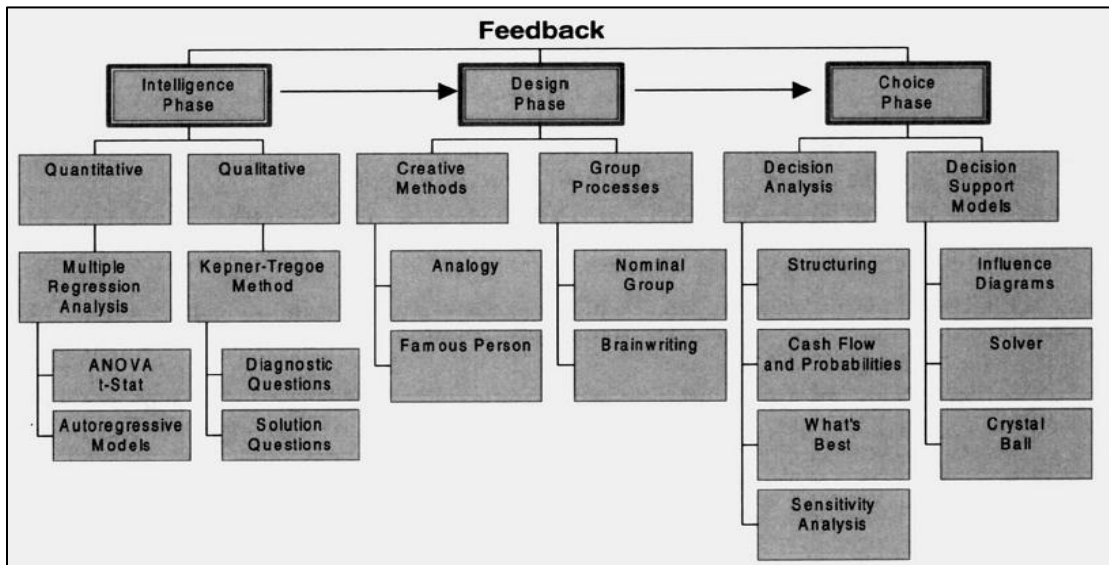 Feedback
Intelligence
Phase
Design
Phase
Choice
Phase
Quantitative
Qualitative
Creative
Methods
Group
Processes
Decision
Analysis
Decision
Support
Models
Multiple
Regression
Analysis
Kepner-Tregoe
Method
Analogy
Nominal
Group
Structuring
Influence
Diagrams
ANOVA
t-Stat
Diagnostic
Questions
Famous Person
Brainwriting
Cash Flow
and Probabilities
Solver
Autoregressive
Models
Solution
Questions
What's
Best
Crystal
Ball
Sensitivity
Analysis